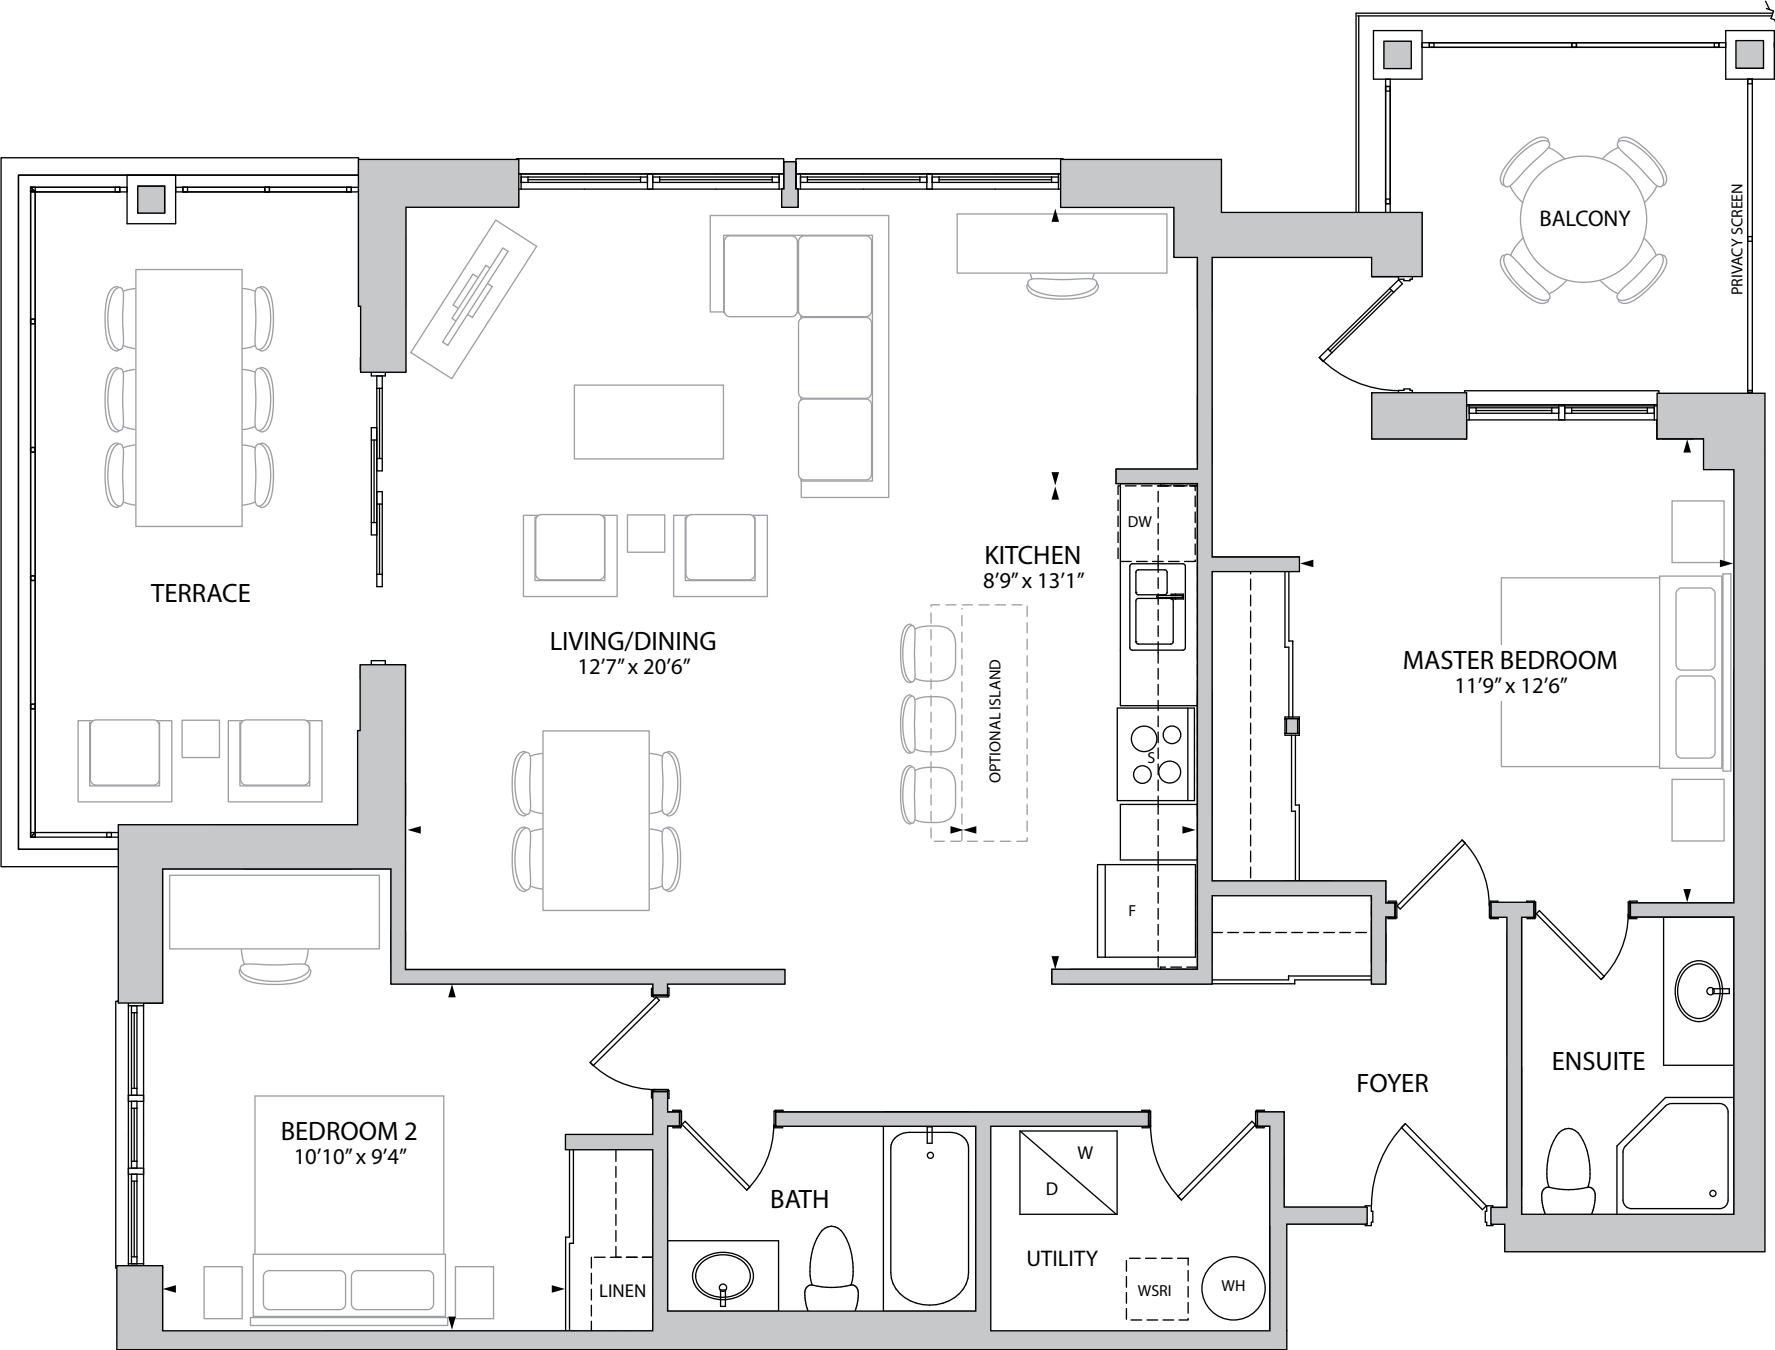 BALCONY
PRIVACY SCREEN
DW
KITCHEN
8’9” x 13’1”
TERRACE
LIVING/DINING
12’7” x 20’6”
OPTIONAL ISLAND
MASTER BEDROOM
11’9” x 12’6”
S
F
ENSUITE
FOYER
BEDROOM 2
10’10” x 9’4”
W
D
BATH
UTILITY
LINEN
WSRI
WH